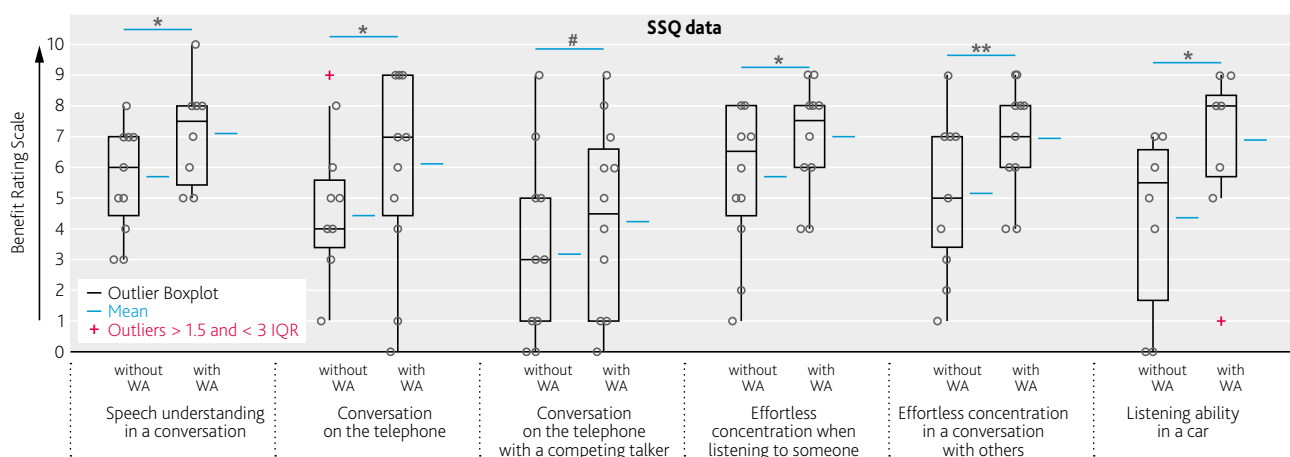 SSQ data
* * # * ** *
Benefit Rating Scale
10
9
8
7
6
5
4
3
2
1
0
Outlier Boxplot
Mean
+ Outliers > 1.5 and < 3 IQR
without WA
with WA
without WA
with WA
without WA
with WA
without WA
with WA
without WA
with WA
without WA
with WA
Speech understanding
in a conversation
Conversation
on the telephone
Conversation
on the telephone
with a competing talker
Effortless
concentration when
listening to someone
Effortless concentration
in a conversation
with others
Listening ability
in a car